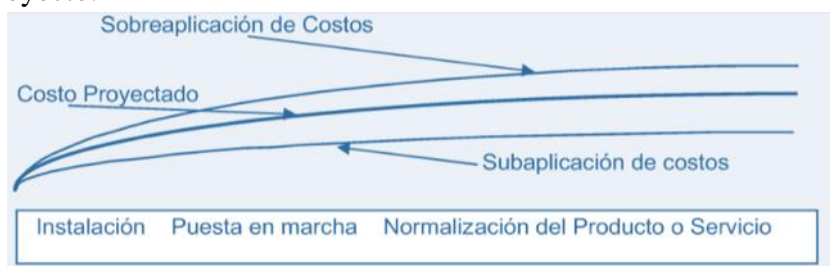 Sobreaplicación de Costos
Costo Proyectado
Subaplicación de costos
Instalación Puesta en marcha Normalización del Producto o Servicio